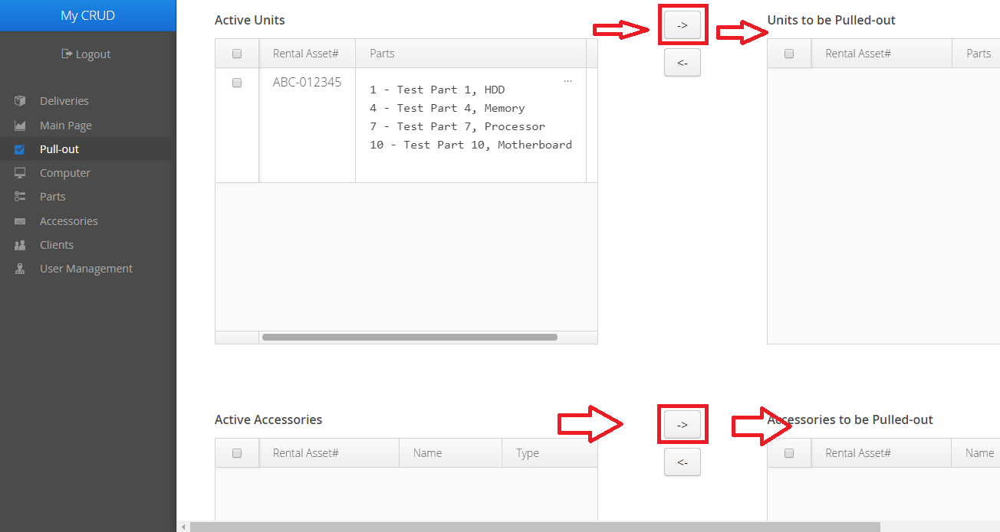 My CRUD
Logout
Deliveries
Main Page
Pull-out
Computer
Parts
Accessories
Clients
User Management
Active Units
->
<-
Units to be Pulled-out
Rental Asset# Parts
ABC-012345
...
1 - Test Part 1, HDD
4 - Test Part 4, Memory
7 - Test Part 7, Processor
10 - Test Part 10, Motherboard
Rental Asset# Parts
Active Accessories
->
<-
Accessories to be Pulled-out
Rental Asset# Name Type
Rental Asset# Name